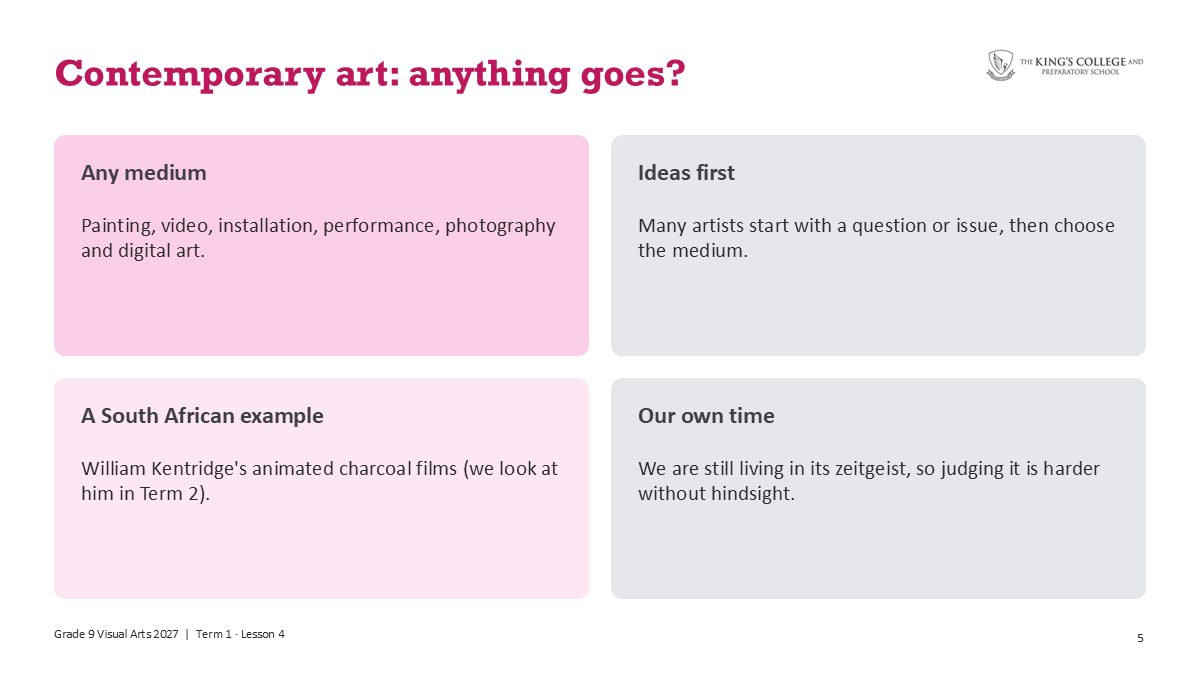 Contemporary art: anything goes?
THE KING'S COLLEGE AND
PREPARATORY SCHOOL
Any medium
Painting, video, installation, performance, photography
and digital art.
Ideas first
Many artists start with a question or issue, then choose
the medium.
A South African example
William Kentridge's animated charcoal films (we look at
him in Term 2).
Our own time
We are still living in its zeitgeist, so judging it is harder
without hindsight.
Grade 9 Visual Arts 2027 | Term 1 · Lesson 4
5